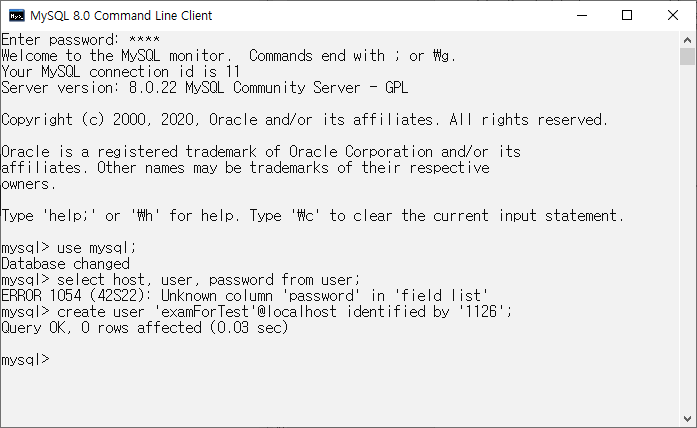 MySQL 8.0 Command Line Client
Enter password: ****
Welcome to the MySQL monitor.  Commands end with ; or ₩g.
Your MySQL connection id is 11
Server version: 8.0.22 MySQL Community Server - GPL
Copyright (c) 2000, 2020, Oracle and/or its affiliates. All rights reserved.
Oracle is a registered trademark of Oracle Corporation and/or its
affiliates. Other names may be trademarks of their respective
owners.
Type 'help;' or '₩h' for help. Type '₩c' to clear the current input statement.
mysql> use mysql;
Database changed
mysql> select host, user, password from user;
ERROR 1054 (42S22): Unknown column 'password' in 'field list'
mysql> create user 'examForTest'@localhost identified by '1126';
Query OK, 0 rows affected (0.03 sec)
mysql>